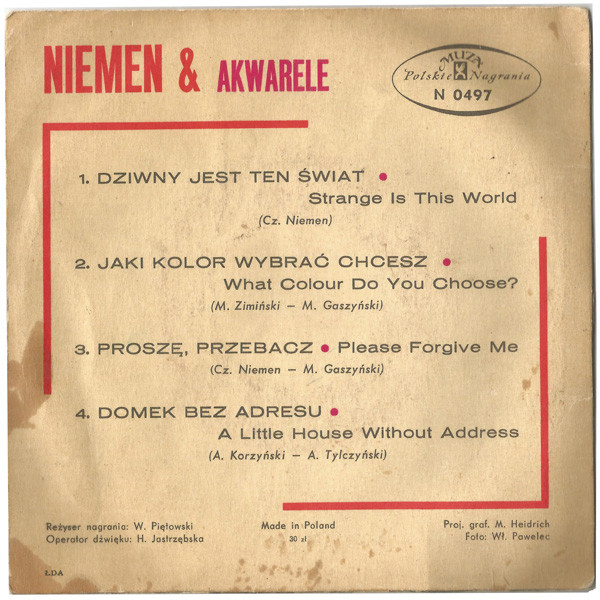 NIEMEN & AKWARELE
MUZA
Polskie Nagrania
N 0497
1. DZIWNY JEST TEN ŚWIAT •
Strange Is This World
(Cz. Niemen)
2. JAKI KOLOR WYBRAĆ CHCESZ •
What Colour Do You Choose?
(M. Zimiński – M. Gaszyński)
3. PROSZĘ, PRZEBACZ • Please Forgive Me
(Cz. Niemen – M. Gaszyński)
4. DOMEK BEZ ADRESU •
A Little House Without Address
(A. Korzyński – A. Tylczyński)
Reżyser nagrania: W. Piętowski
Operator dźwięku: H. Jastrzębska
Made in Poland
30 zł
Proj. graf. M. Heidrich
Foto: Wł. Pawelec
LDA